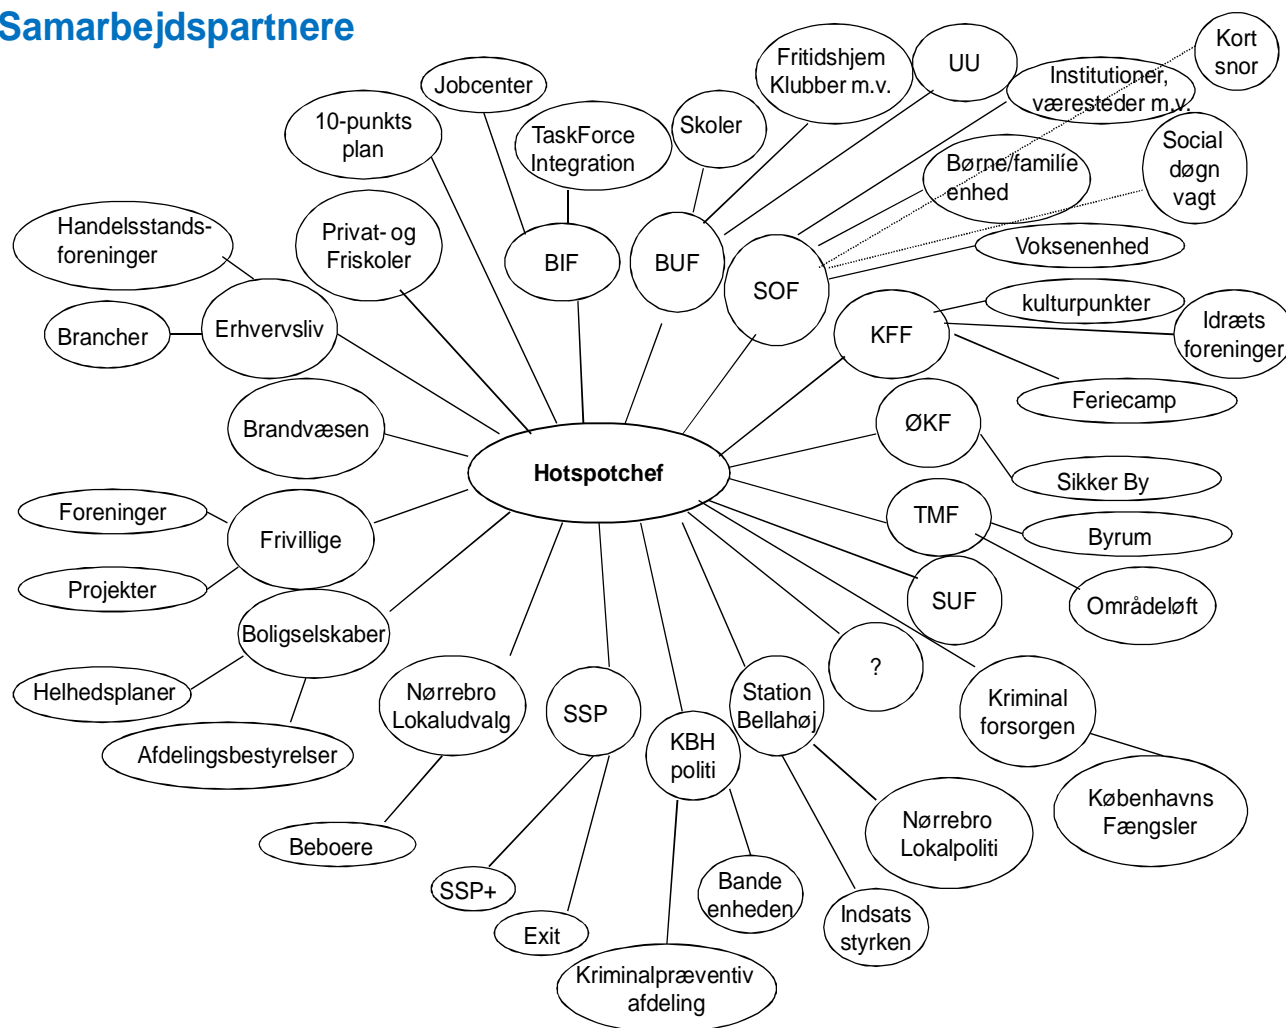 Samarbejdspartnere
Kort
snor
Fritidshjem
Klubber m.v.
UU
Institutioner,
væresteder m.v.
Jobcenter
10-punkts
plan
TaskForce
Integration
Skoler
Social
døgn
vagt
Børne/familie
enhed
Handelsstands-
foreninger
Privat- og
Friskoler
BIF
BUF
SOF
Voksenenhed
kulturpunkter
Idræts
foreninger
Brancher
Erhvervsliv
KFF
Feriecamp
Brandvæsen
ØKF
Hotspotchef
Sikker By
Foreninger
Frivillige
TMF
Byrum
Projekter
SUF
Områdeløft
Boligselskaber
?
Helhedsplaner
Nørrebro
Lokaludvalg
SSP
Station
Bellahøj
Kriminal
forsorgen
KBH
politi
Afdelingsbestyrelser
Københavns
Fængsler
Nørrebro
Lokalpoliti
Beboere
SSP+
Bande
enheden
Indsats
styrken
Exit
Kriminalpræventiv
afdeling